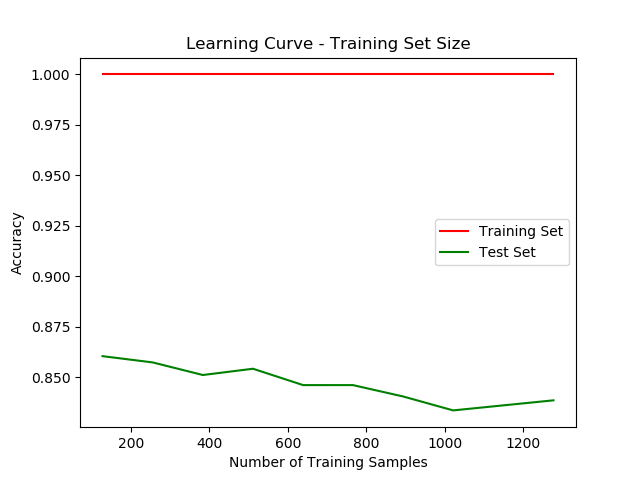 Learning Curve - Training Set Size
1.000
0.975
0.950
0.925
0.900
0.875
0.850
Accuracy
Training Set
Test Set
200 400 600 800 1000 1200
Number of Training Samples